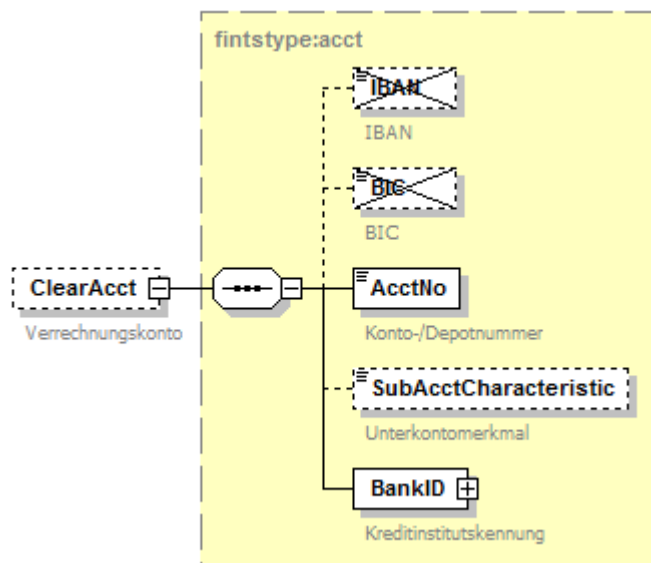 fintstype:acct
IBAN
IBAN
BIC
BIC
ClearAcct
Verrechnungskonto
AcctNo
Konto-/Depotnummer
SubAcctCharacteristic
Unterkontomerkmal
BankID
Kreditinstitutskennung